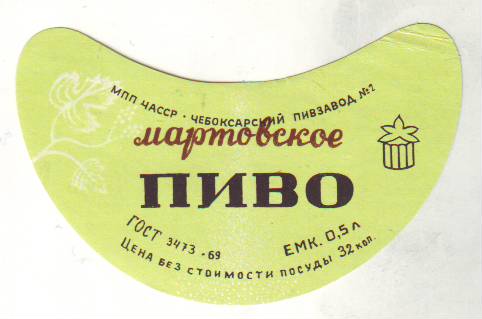 МПП ЧАССР · ЧЕБОКСАРСКИЙ ПИВЗАВОД №2
мартовское
ПИВО
ГОСТ 3473-69
ЕМК. 0,5 л
ЦЕНА БЕЗ СТОИМОСТИ ПОСУДЫ 32 коп.